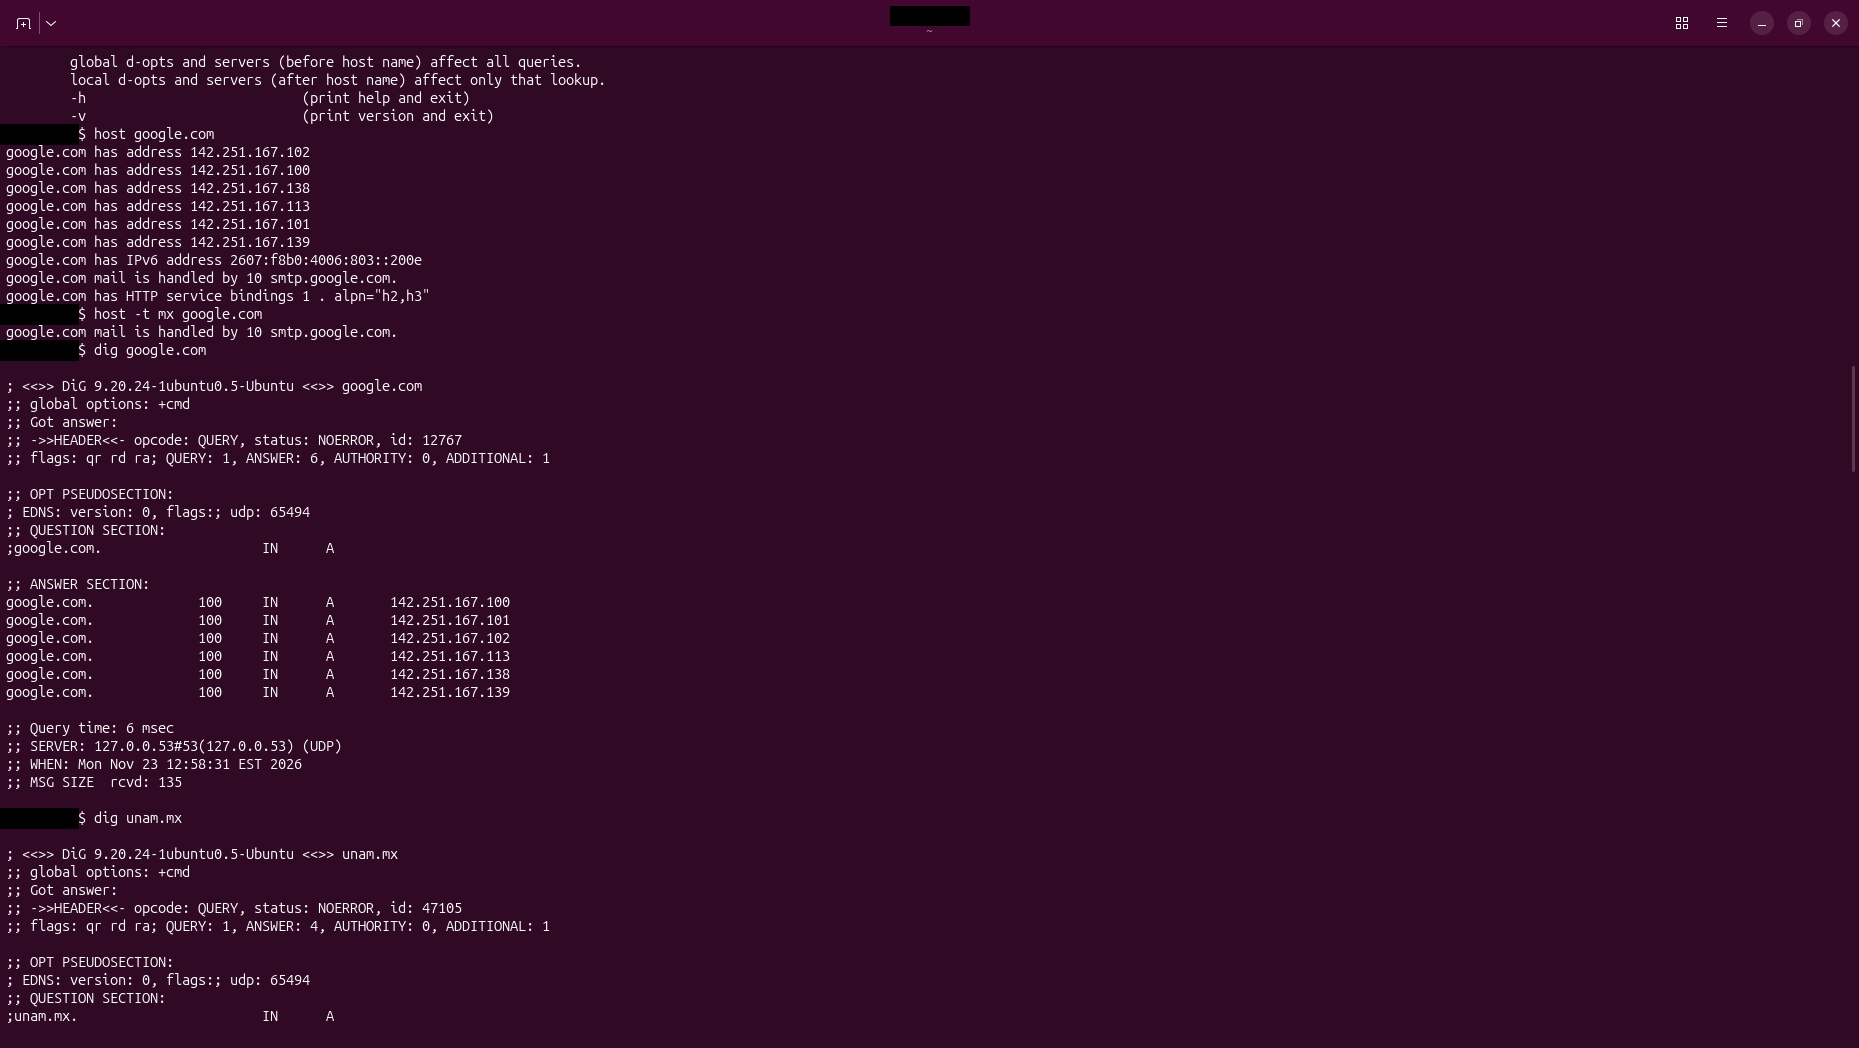 ~
global d-opts and servers (before host name) affect all queries.
local d-opts and servers (after host name) affect only that lookup.
-h (print help and exit)
-v (print version and exit)
$ host google.com
google.com has address 142.251.167.102
google.com has address 142.251.167.100
google.com has address 142.251.167.138
google.com has address 142.251.167.113
google.com has address 142.251.167.101
google.com has address 142.251.167.139
google.com has IPv6 address 2607:f8b0:4006:803::200e
google.com mail is handled by 10 smtp.google.com.
google.com has HTTP service bindings 1 . alpn="h2,h3"
$ host -t mx google.com
google.com mail is handled by 10 smtp.google.com.
$ dig google.com
; <<>> DiG 9.20.24-1ubuntu0.5-Ubuntu <<>> google.com
;; global options: +cmd
;; Got answer:
;; ->>HEADER<<- opcode: QUERY, status: NOERROR, id: 12767
;; flags: qr rd ra; QUERY: 1, ANSWER: 6, AUTHORITY: 0, ADDITIONAL: 1
;; OPT PSEUDOSECTION:
; EDNS: version: 0, flags:; udp: 65494
;; QUESTION SECTION:
;google.com. IN A
;; ANSWER SECTION:
google.com. 100 IN A 142.251.167.100
google.com. 100 IN A 142.251.167.101
google.com. 100 IN A 142.251.167.102
google.com. 100 IN A 142.251.167.113
google.com. 100 IN A 142.251.167.138
google.com. 100 IN A 142.251.167.139
;; Query time: 6 msec
;; SERVER: 127.0.0.53#53(127.0.0.53) (UDP)
;; WHEN: Mon Nov 23 12:58:31 EST 2026
;; MSG SIZE  rcvd: 135
$ dig unam.mx
; <<>> DiG 9.20.24-1ubuntu0.5-Ubuntu <<>> unam.mx
;; global options: +cmd
;; Got answer:
;; ->>HEADER<<- opcode: QUERY, status: NOERROR, id: 47105
;; flags: qr rd ra; QUERY: 1, ANSWER: 4, AUTHORITY: 0, ADDITIONAL: 1
;; OPT PSEUDOSECTION:
; EDNS: version: 0, flags:; udp: 65494
;; QUESTION SECTION:
;unam.mx. IN A